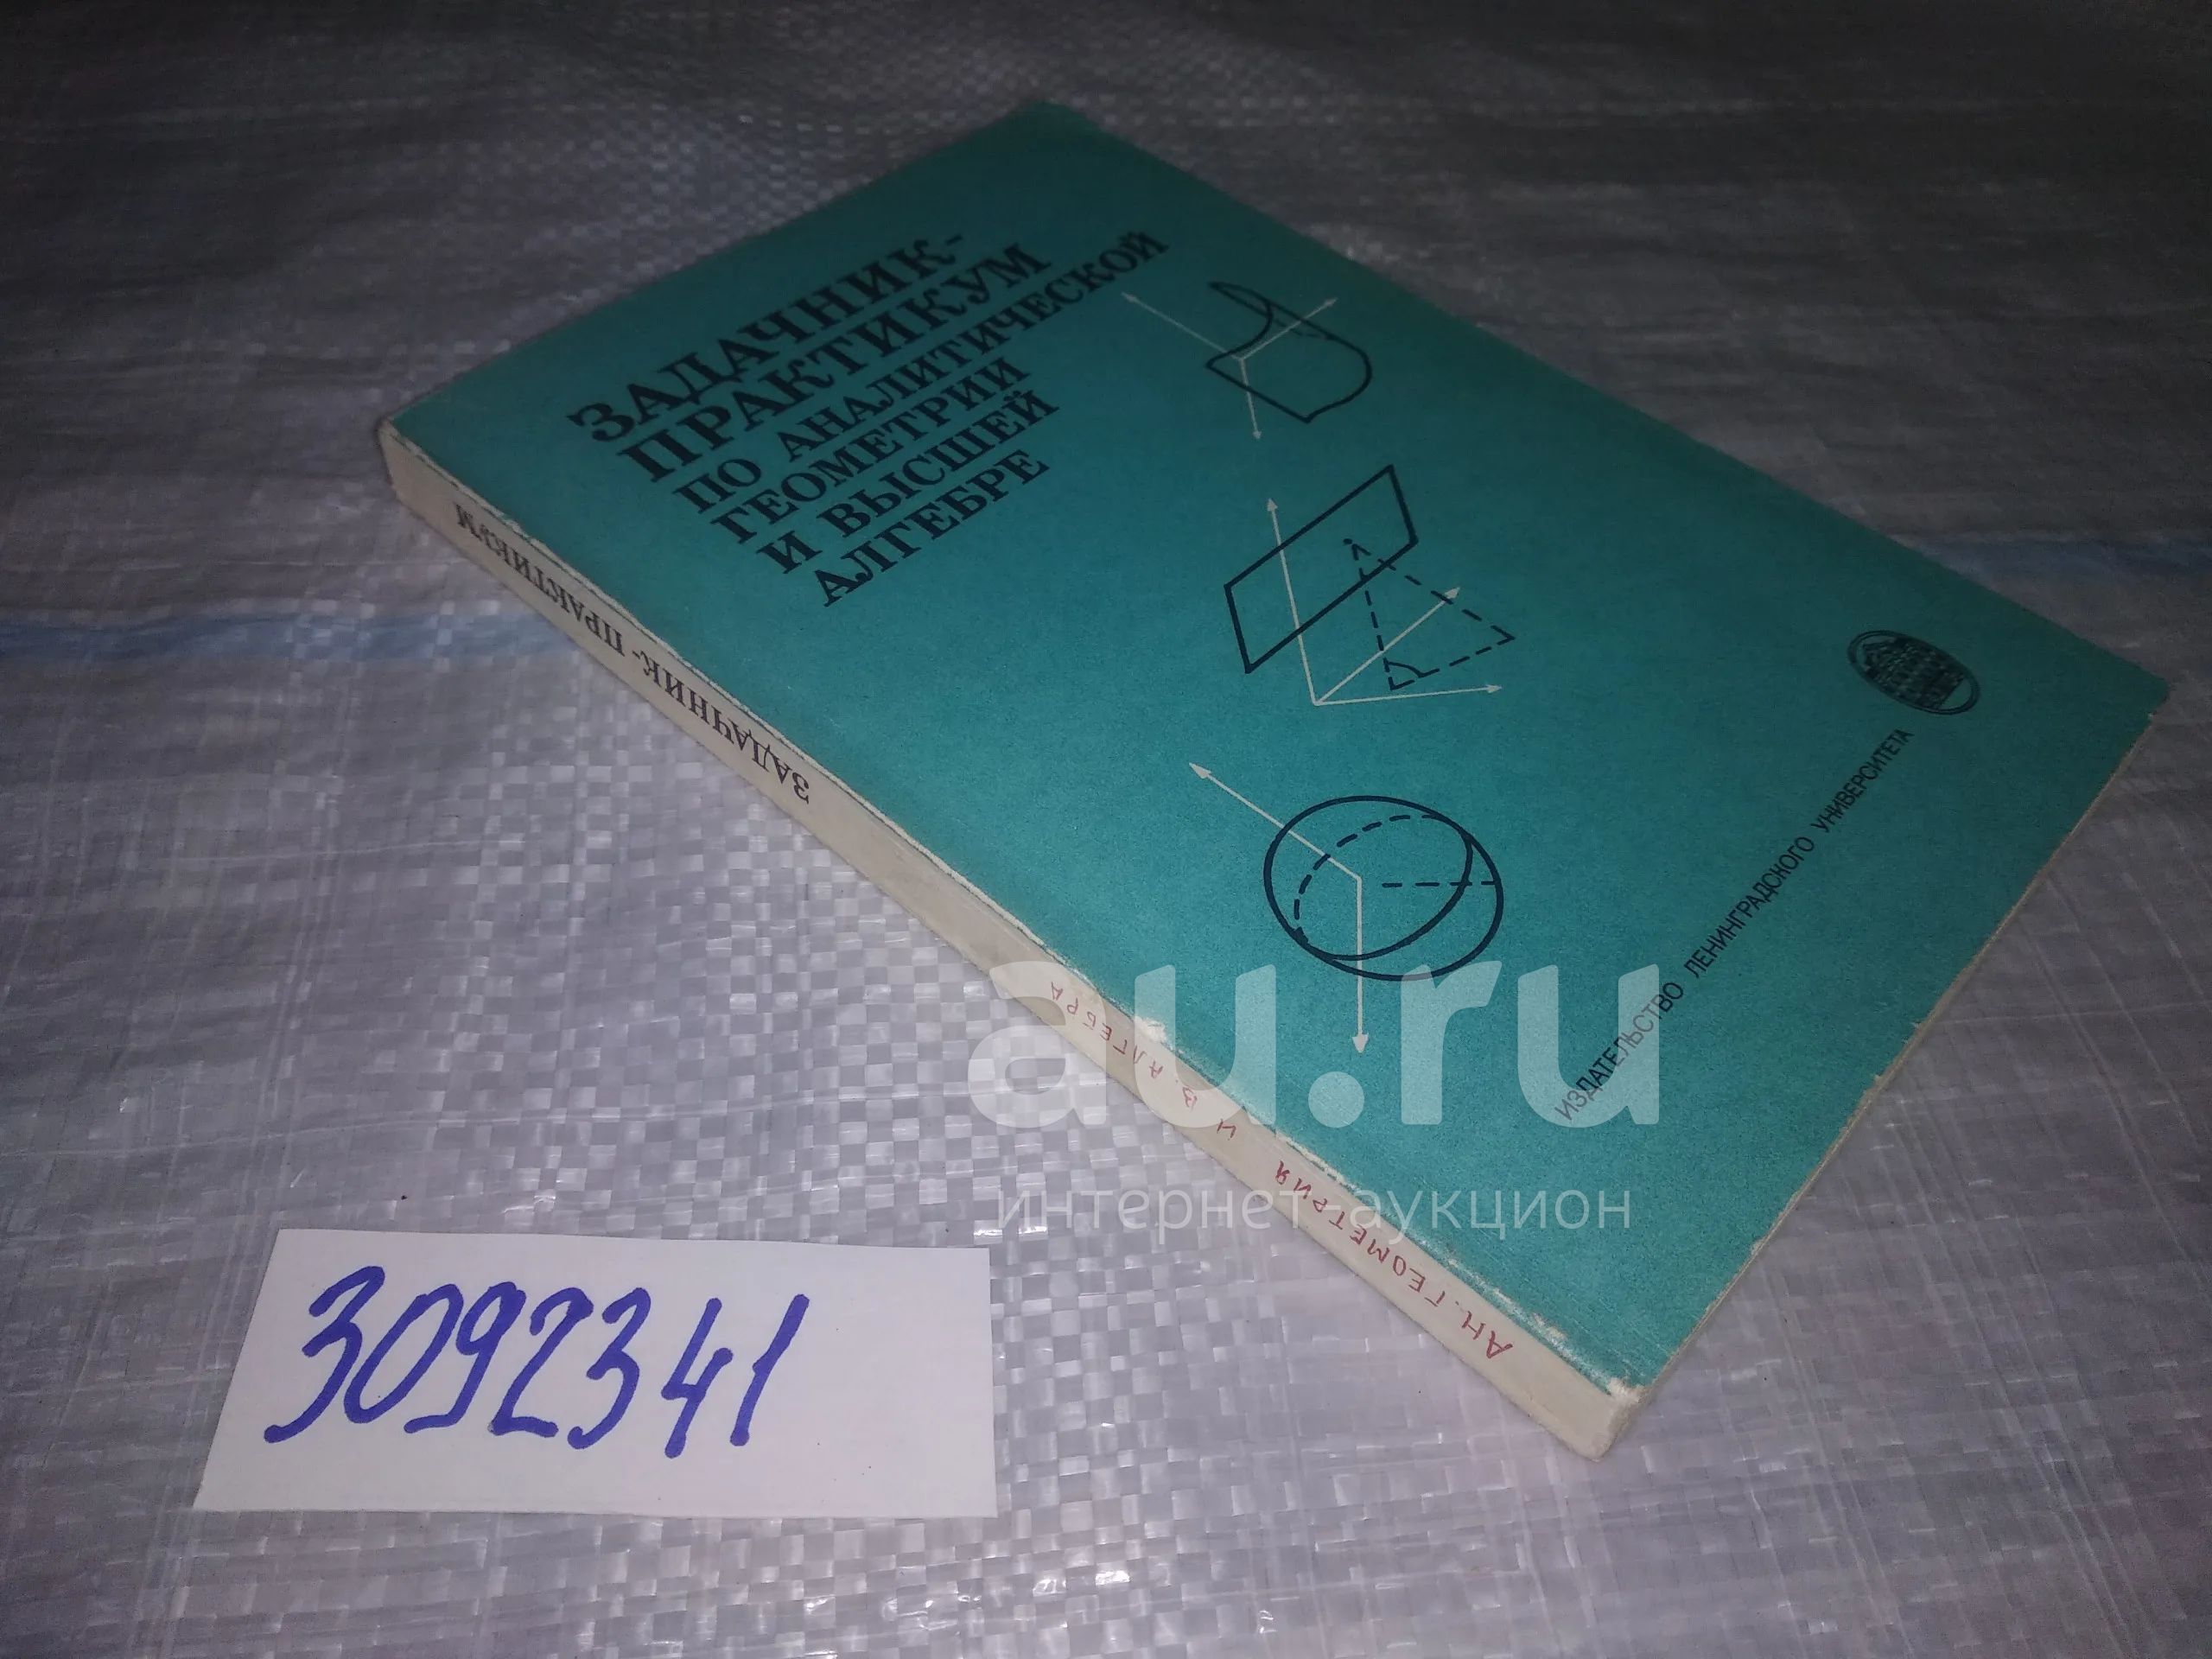 ЗАДАЧНИК-
ПРАКТИКУМ
ПО АНАЛИТИЧЕСКОЙ
ГЕОМЕТРИИ
И ВЫСШЕЙ
АЛГЕБРЕ
ИЗДАТЕЛЬСТВО ЛЕНИНГРАДСКОГО УНИВЕРСИТЕТА
АН. ГЕОМЕТРИЯ И В. АЛГЕБРА
ЗАДАЧНИК - ПРАКТИКУМ
au.ru
интернет-аукцион
3092341